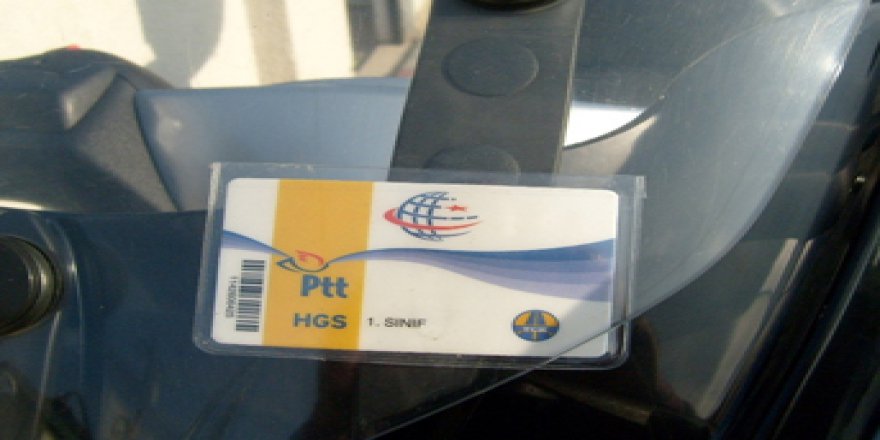 Ptt
HGS 1. SINIF